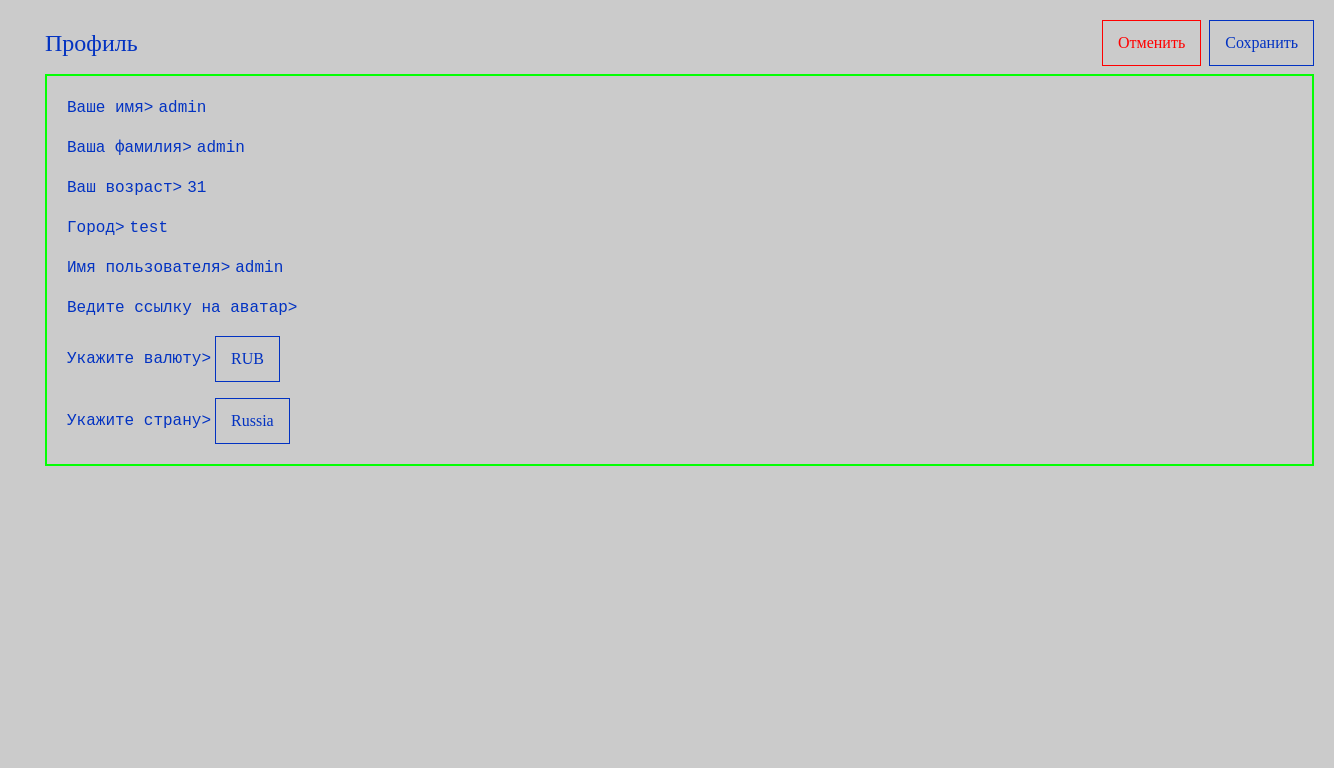 Профиль
Отменить
Сохранить
Ваше имя> admin
Ваша фамилия> admin
Ваш возраст> 31
Город> test
Имя пользователя> admin
Ведите ссылку на аватар>
Укажите валюту> RUB
Укажите страну> Russia